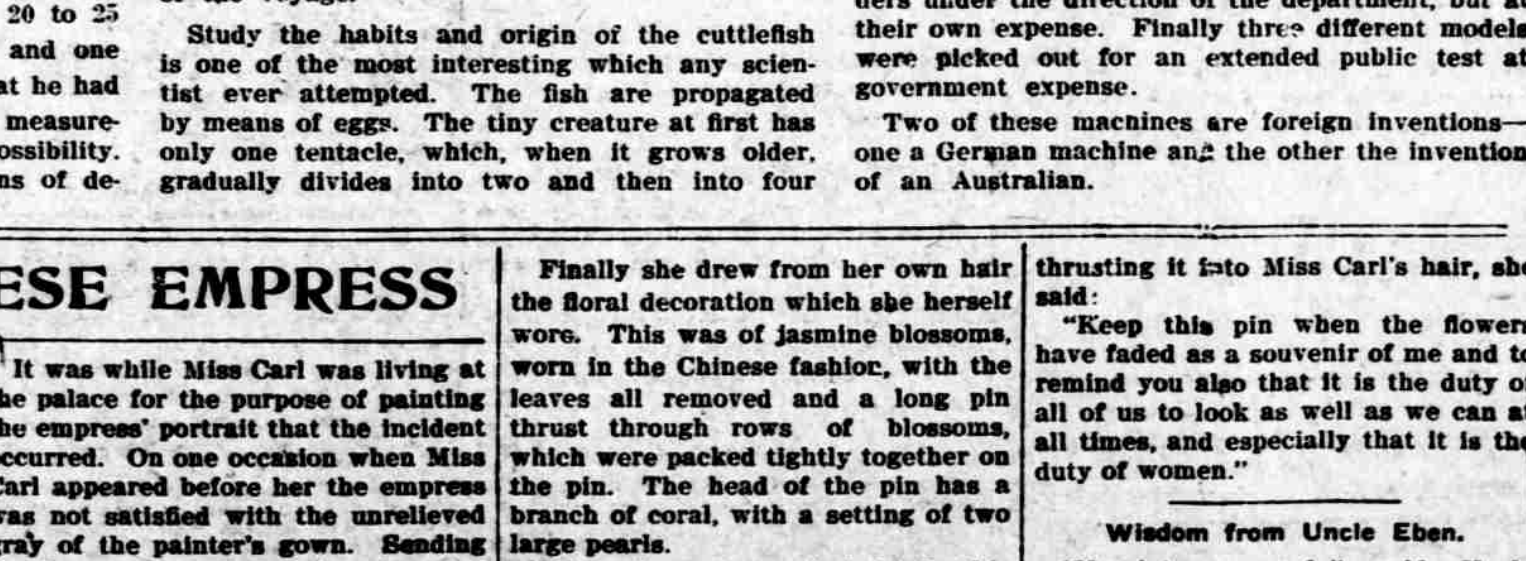 20 to 25
and one
at he had
measure-
ossibility.
ns of de-
Study the habits and origin of the cuttlefish
is one of the most interesting which any scien-
tist ever attempted. The fish are propagated
by means of eggs. The tiny creature at first has
only one tentacle, which, when it grows older,
gradually divides into two and then into four
ders under the direction of the department, but at
their own expense. Finally three different models
were picked out for an extended public test at
government expense.
Two of these machines are foreign inventions—
one a German machine and the other the invention
of an Australian.
ESE EMPRESS
It was while Miss Carl was living at
he palace for the purpose of painting
he empress' portrait that the incident
ccurred. On one occasion when Miss
Carl appeared before her the empress
was not satisfied with the unrelieved
gray of the painter's gown. Sending
Finally she drew from her own hair
the floral decoration which she herself
wore. This was of jasmine blossoms,
worn in the Chinese fashion, with the
leaves all removed and a long pin
thrust through rows of blossoms,
which were packed tightly together on
the pin. The head of the pin has a
branch of coral, with a setting of two
large pearls.
thrusting it into Miss Carl's hair, she
said:
"Keep this pin when the flowers
have faded as a souvenir of me and to
remind you also that it is the duty of
all of us to look as well as we can at
all times, and especially that it is the
duty of women."
Wisdom from Uncle Eben.